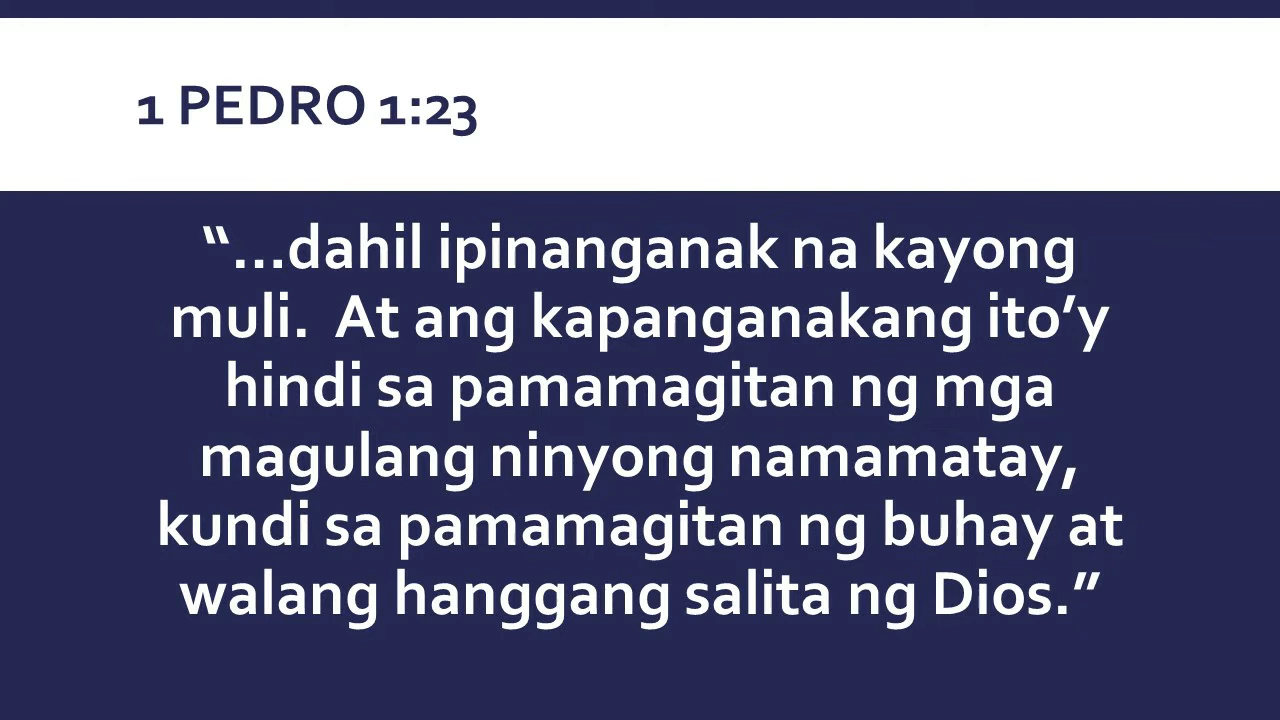 1 PEDRO 1:23
“…dahil ipinanganak na kayong
muli.  At ang kapanganakang ito’y
hindi sa pamamagitan ng mga
magulang ninyong namamatay,
kundi sa pamamagitan ng buhay at
walang hanggang salita ng Dios.”